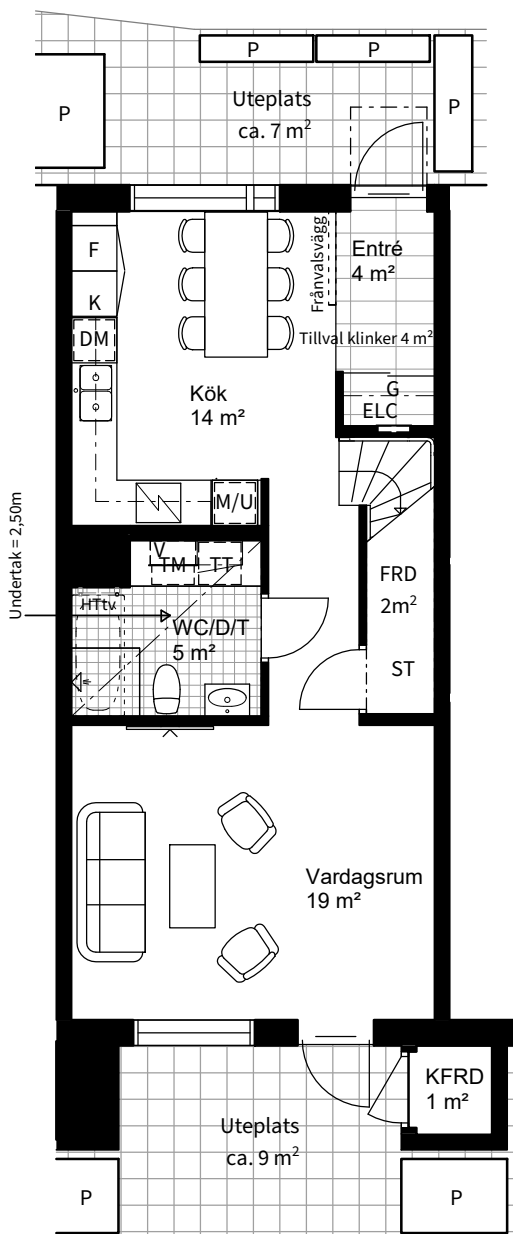 P
P
P
Uteplats
ca. 7 m²
P
F
K
DM
Frånvalsvägg
Entré
4 m²
Tillval klinker 4 m²
Kök
14 m²
G
ELC
M/U
Undertak = 2,50m
V
TM
TT
HTtv
WC/D/T
5 m²
FRD
2m²
ST
Vardagsrum
19 m²
KFRD
1 m²
Uteplats
ca. 9 m²
P
P